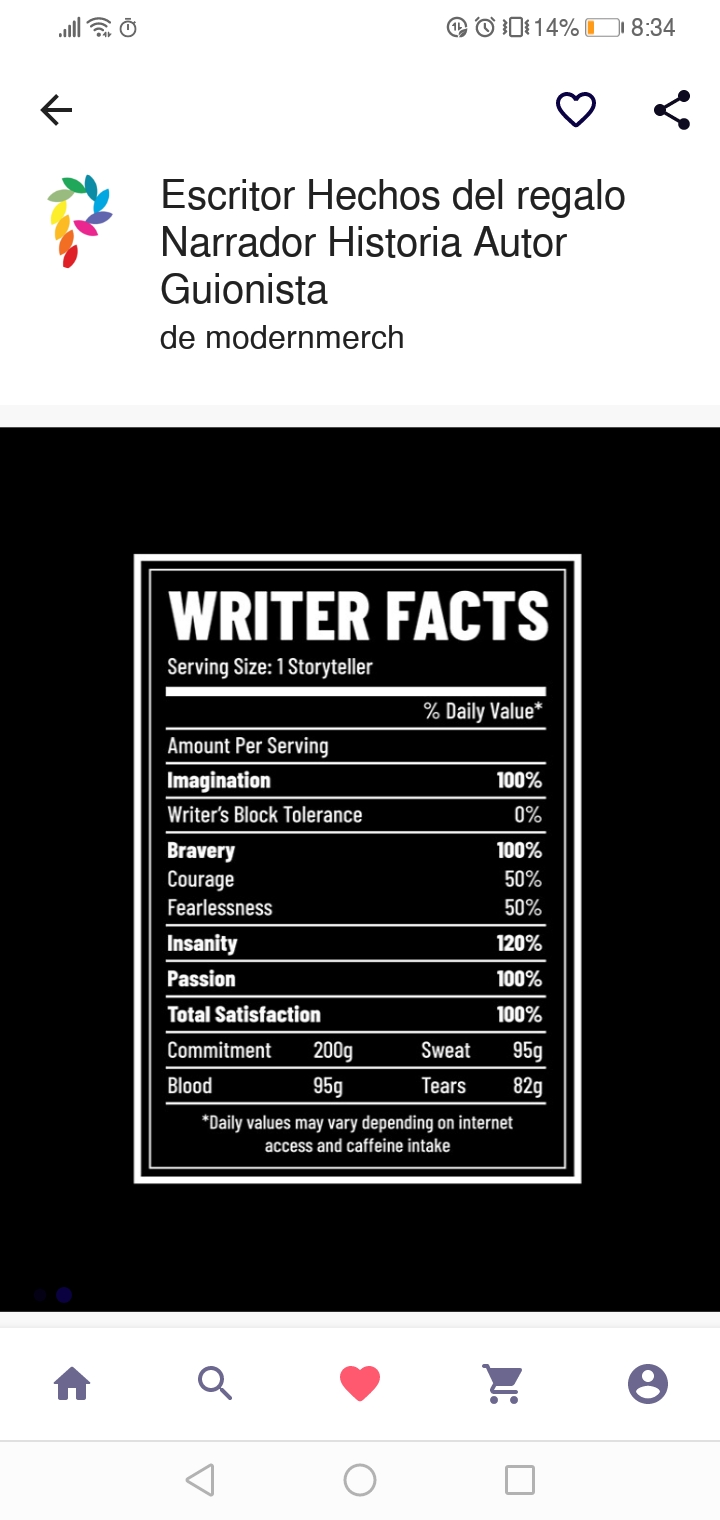 14% 8:34
Escritor Hechos del regalo
Narrador Historia Autor
Guionista
de modernmerch
WRITER FACTS
Serving Size: 1 Storyteller
% Daily Value*
Amount Per Serving
Imagination 100%
Writer's Block Tolerance 0%
Bravery 100%
Courage 50%
Fearlessness 50%
Insanity 120%
Passion 100%
Total Satisfaction 100%
Commitment 200g Sweat 95g
Blood 95g Tears 82g
*Daily values may vary depending on internet
access and caffeine intake